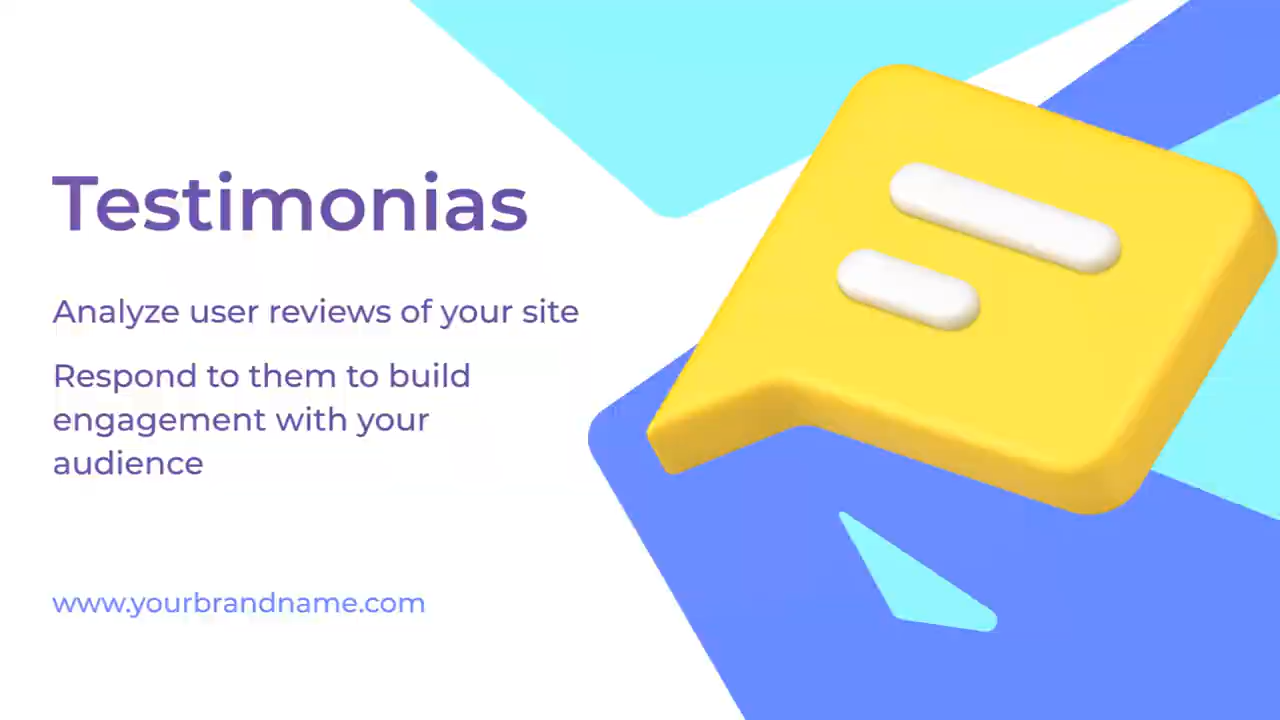 Testimonias
Analyze user reviews of your site
Respond to them to build
engagement with your
audience
www.yourbrandname.com